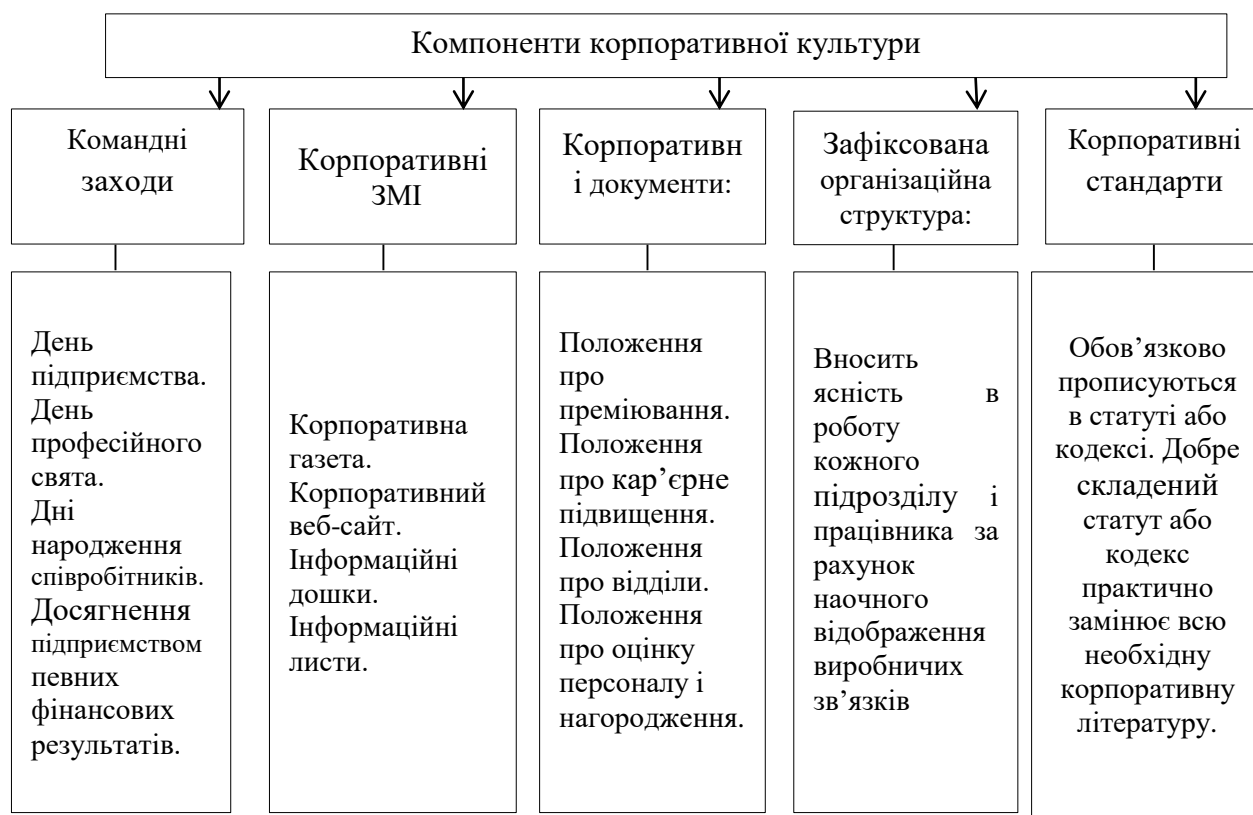 Компоненти корпоративної культури
Командні
заходи
Корпоративні
ЗМІ
Корпоративн
і документи:
Зафіксована
організаційна
структура:
Корпоративні
стандарти
День
підприємства.
День
професійного
свята.
Дні
народження
співробітників.
Досягнення
підприємством
певних
фінансових
результатів.
Корпоративна
газета.
Корпоративний
веб-сайт.
Інформаційні
дошки.
Інформаційні
листи.
Положення
про
преміювання.
Положення
про кар’єрне
підвищення.
Положення
про відділи.
Положення
про оцінку
персоналу і
нагородження.
Вносить
ясність в
роботу
кожного
підрозділу і
працівника за
рахунок
наочного
відображення
виробничих
зв’язків
Обов’язково
прописуються
в статуті або
кодексі. Добре
складений
статут або
кодекс
практично
замінює всю
необхідну
корпоративну
літературу.